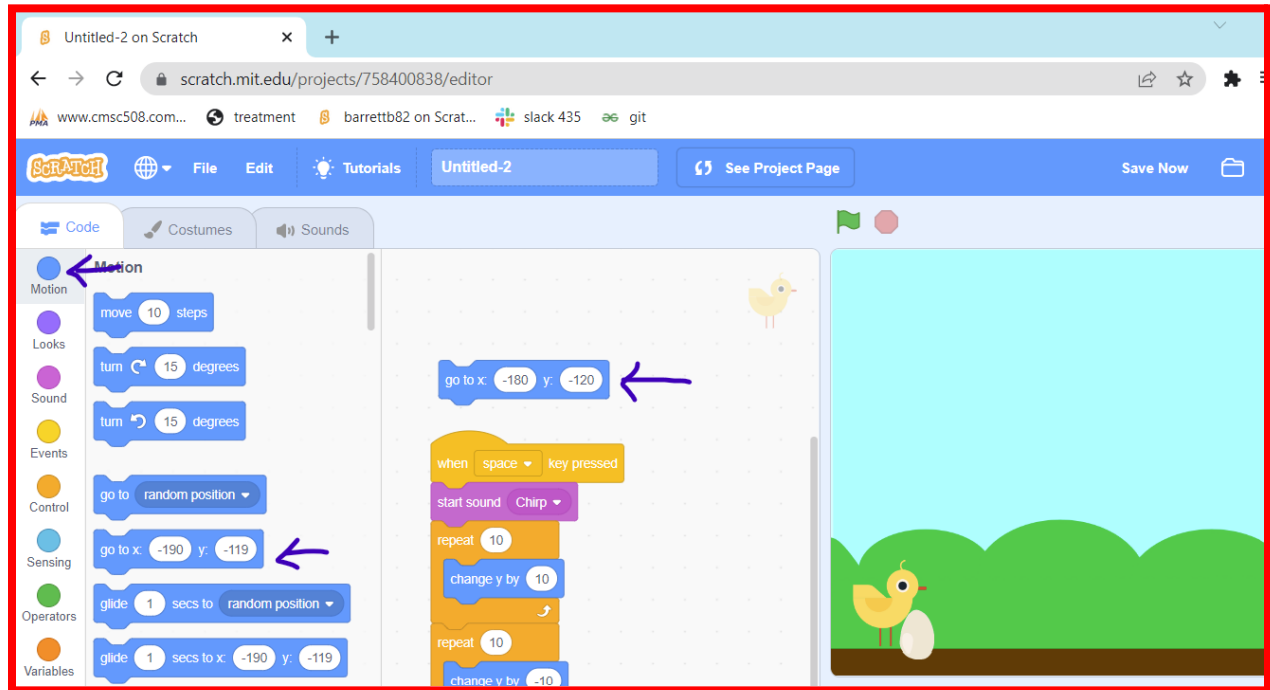 Untitled-2 on Scratch
scratch.mit.edu/projects/758400838/editor
PMA www.cmsc508.com... treatment barrettb82 on Scrat... slack 435 git
SCRATCH File Edit Tutorials Untitled-2 See Project Page Save Now
Code Costumes Sounds
Motion
Looks
Sound
Events
Control
Sensing
Operators
Variables
Motion
move 10 steps
turn 15 degrees
turn 15 degrees
go to random position
go to x: -190 y: -119
glide 1 secs to random position
glide 1 secs to x: -190 y: -119
go to x: -180 y: -120
when space key pressed
start sound Chirp
repeat 10
change y by 10
repeat 10
change y by -10